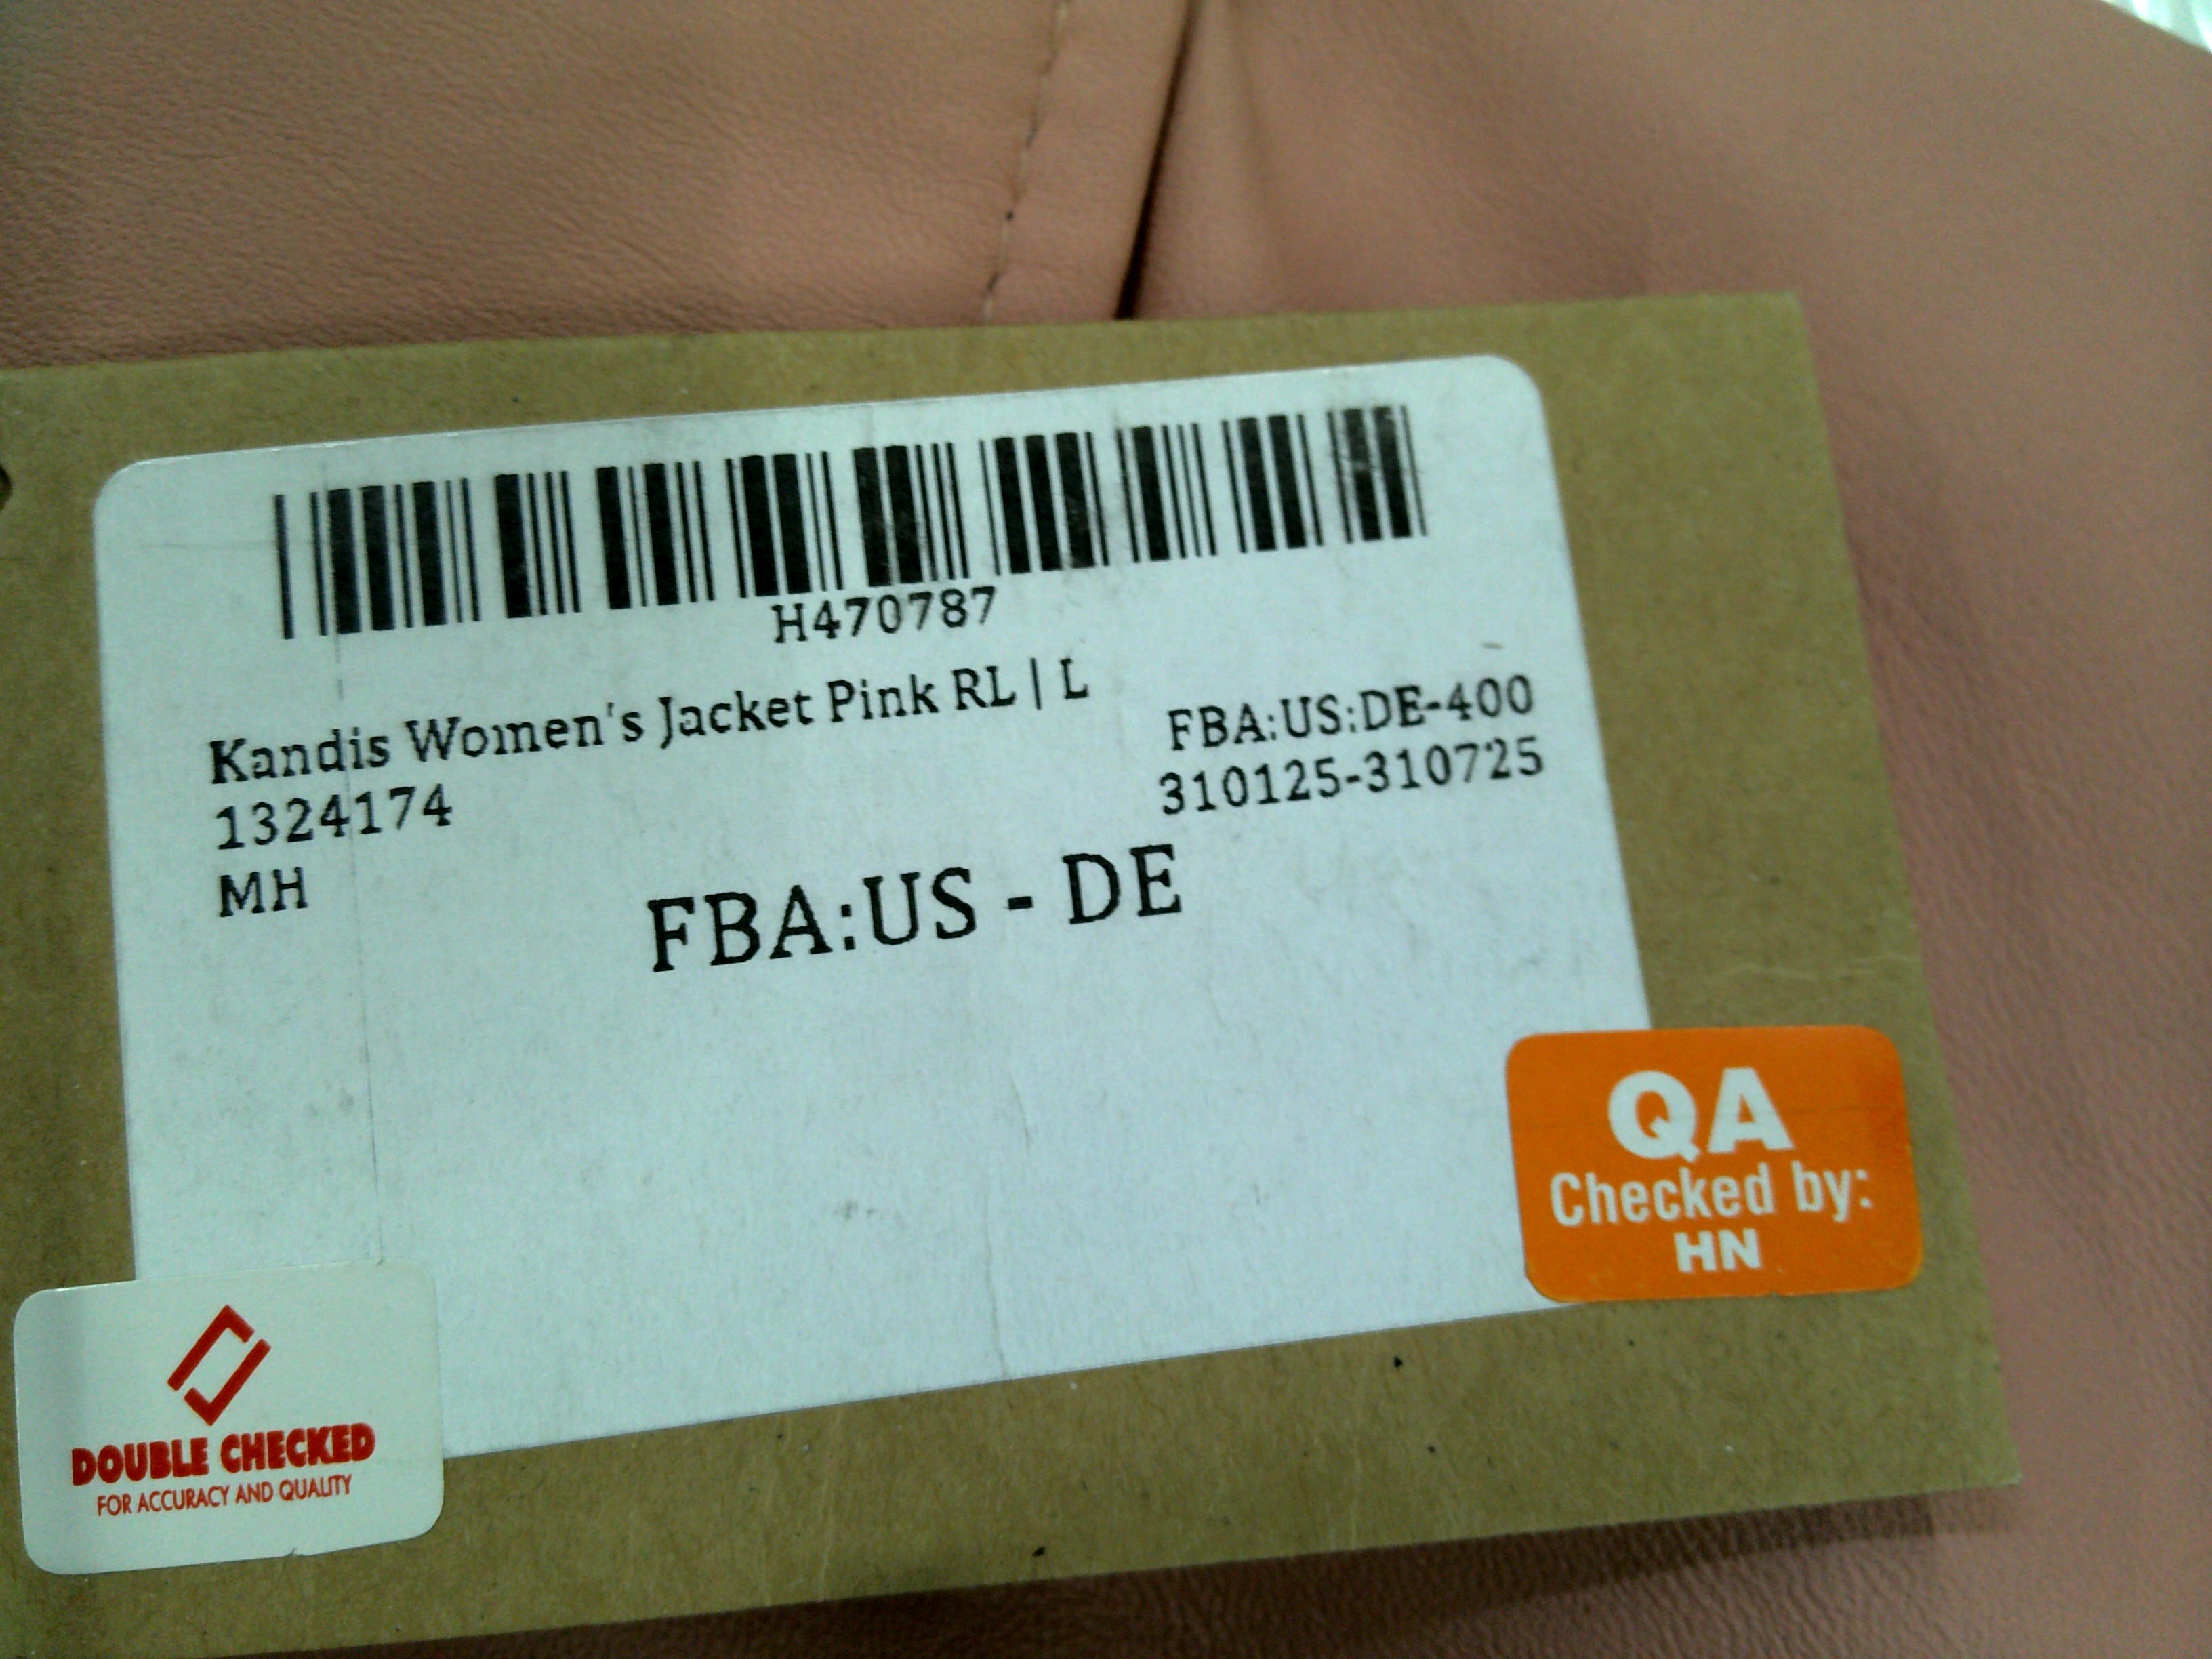 H470787
Kandis Women's Jacket Pink RL | L
1324174
MH
FBA:US:DE-400
310125-310725
FBA:US - DE
QA
Checked by:
HN
DOUBLE CHECKED
FOR ACCURACY AND QUALITY